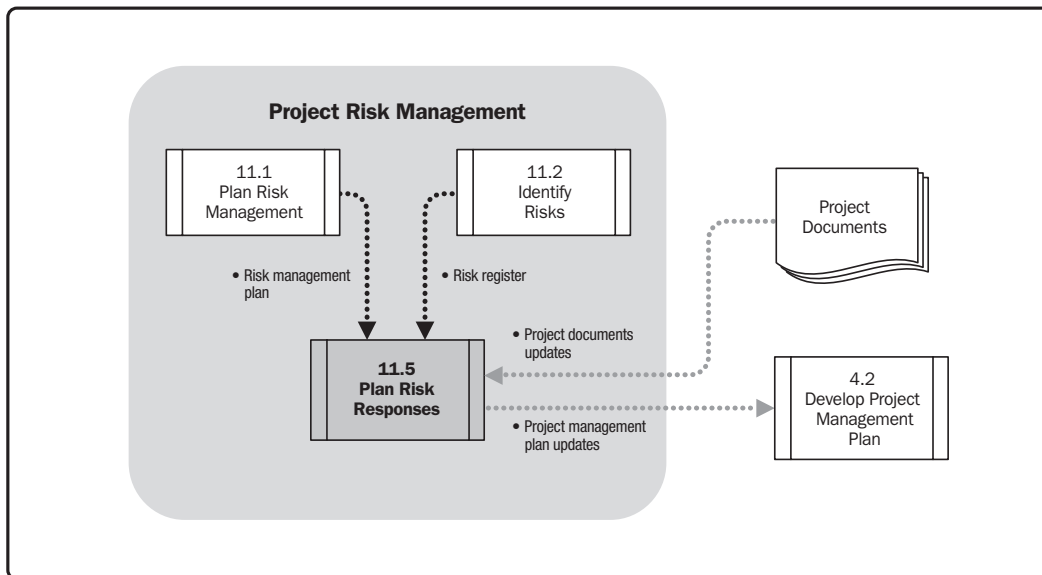 Project Risk Management
11.1
Plan Risk
Management
11.2
Identify
Risks
Project
Documents
• Risk management
plan
• Risk register
• Project documents
updates
11.5
Plan Risk
Responses
4.2
Develop Project
Management
Plan
• Project management
plan updates